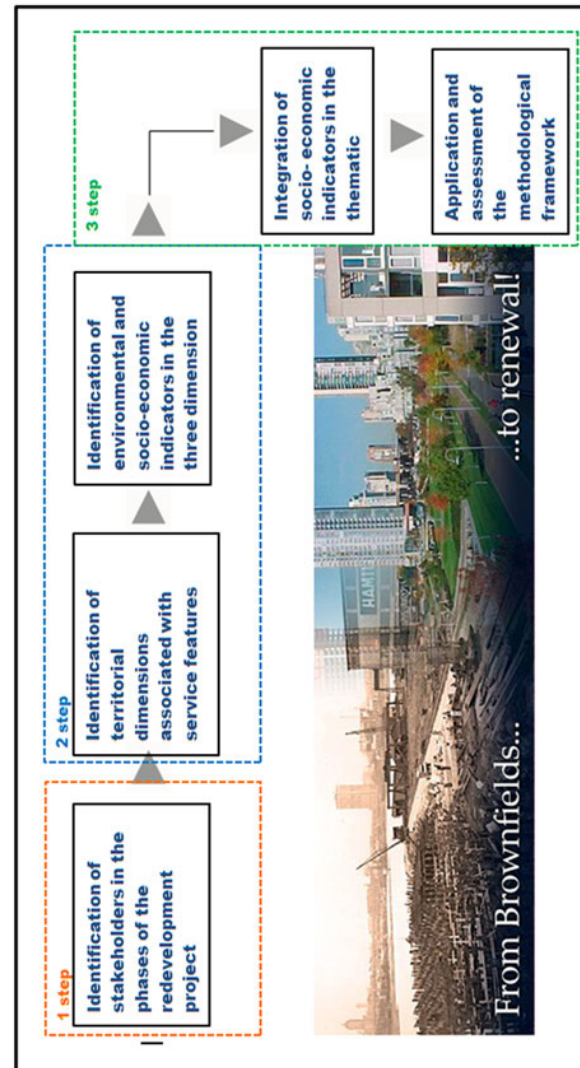 1 step
Identification of
stakeholders in the
phases of the
redevelopment
project
2 step
Identification of
territorial
dimensions
associated with
service features
Identification of
environmental and
socio-economic
indicators in the
three dimension
3 step
Integration of
socio- economic
indicators in the
thematic
Application and
assessment of
the
methodological
framework
HAMT
From Brownfields...
...to renewal!